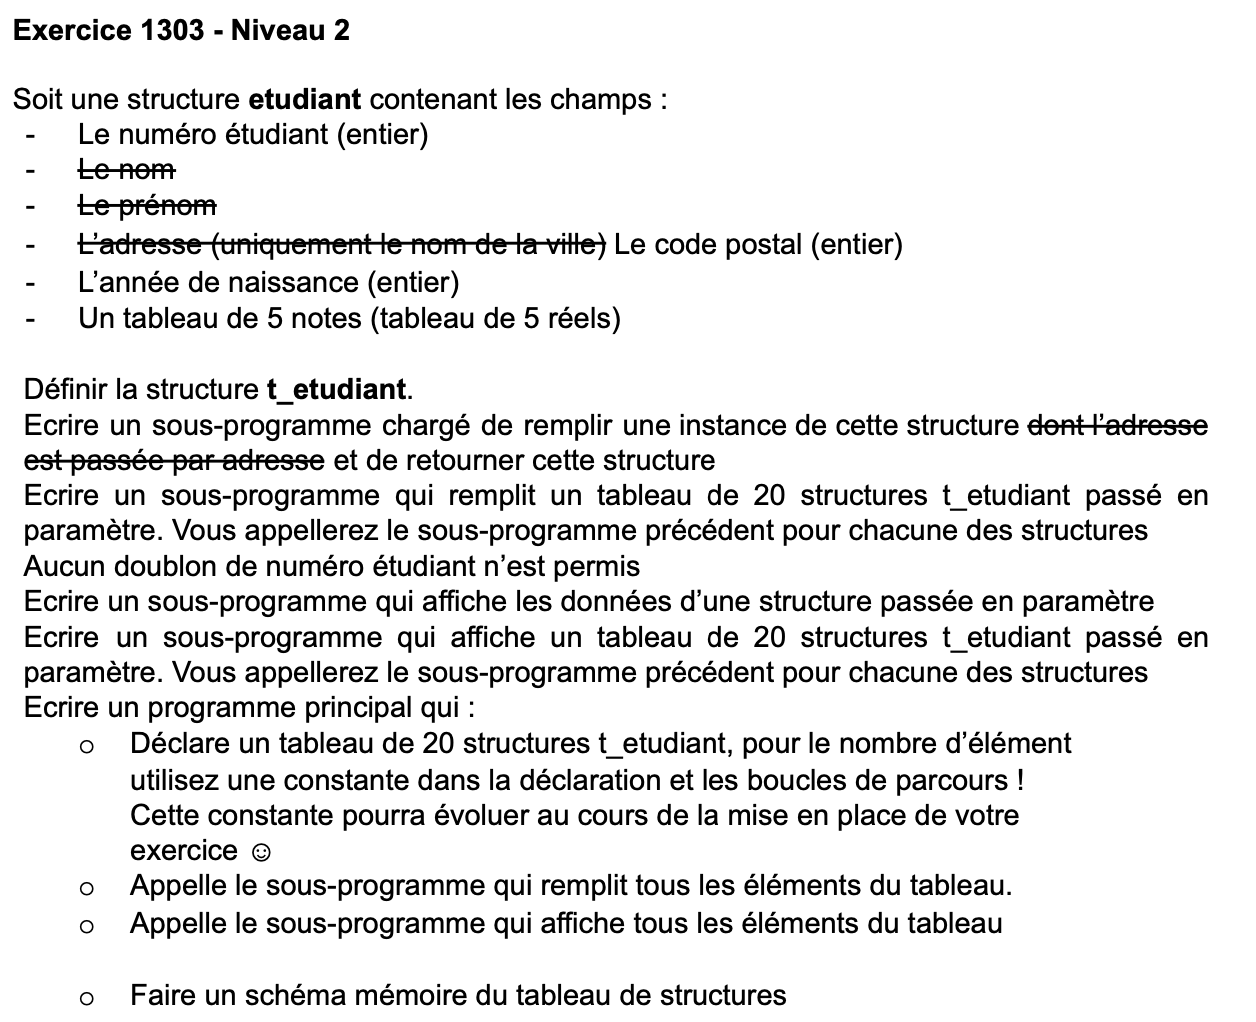 Exercice 1303 - Niveau 2
Soit une structure etudiant contenant les champs :
- Le numéro étudiant (entier)
- Le nom
- Le prénom
- L’adresse (uniquement le nom de la ville) Le code postal (entier)
- L’année de naissance (entier)
- Un tableau de 5 notes (tableau de 5 réels)
Définir la structure t_etudiant.
Ecrire un sous-programme chargé de remplir une instance de cette structure dont l’adresse
est passée par adresse et de retourner cette structure
Ecrire un sous-programme qui remplit un tableau de 20 structures t_etudiant passé en
paramètre. Vous appellerez le sous-programme précédent pour chacune des structures
Aucun doublon de numéro étudiant n’est permis
Ecrire un sous-programme qui affiche les données d’une structure passée en paramètre
Ecrire un sous-programme qui affiche un tableau de 20 structures t_etudiant passé en
paramètre. Vous appellerez le sous-programme précédent pour chacune des structures
Ecrire un programme principal qui :
o Déclare un tableau de 20 structures t_etudiant, pour le nombre d’élément
utilisez une constante dans la déclaration et les boucles de parcours !
Cette constante pourra évoluer au cours de la mise en place de votre
exercice ☺
o Appelle le sous-programme qui remplit tous les éléments du tableau.
o Appelle le sous-programme qui affiche tous les éléments du tableau
o Faire un schéma mémoire du tableau de structures